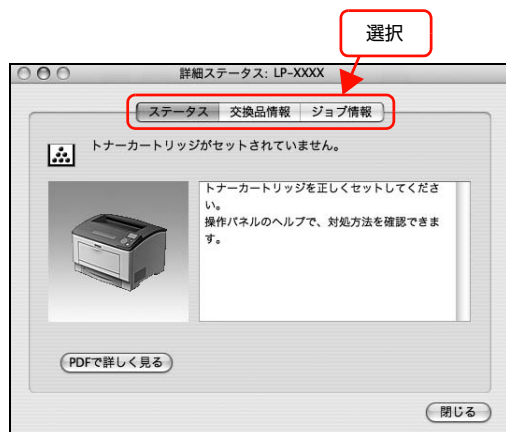 選択
詳細ステータス: LP-XXXX
ステータス 交換品情報 ジョブ情報
トナーカートリッジがセットされていません。
トナーカートリッジを正しくセットしてくださ
い。
操作パネルのヘルプで、対処方法を確認できま
す。
PDFで詳しく見る
閉じる